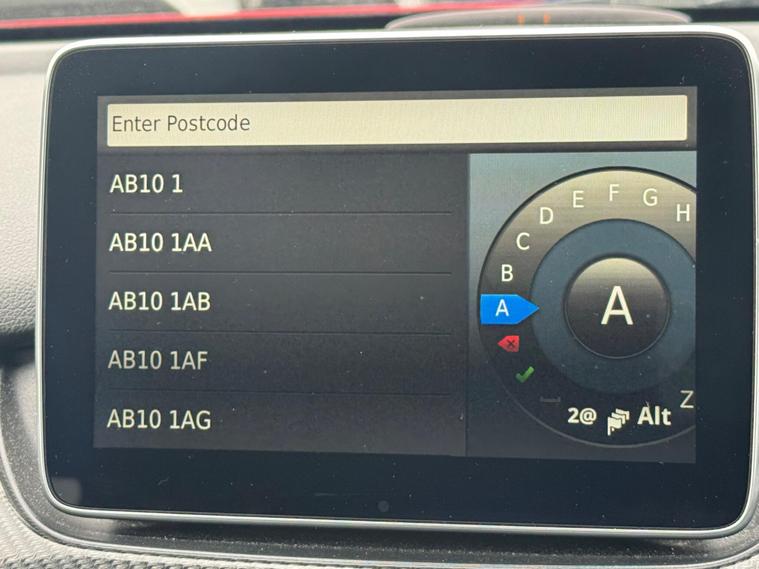 Enter Postcode
AB10 1
AB10 1AA
AB10 1AB
AB10 1AF
AB10 1AG
A
B
C
D
E
F
G
H
A
Z
2@ Alt